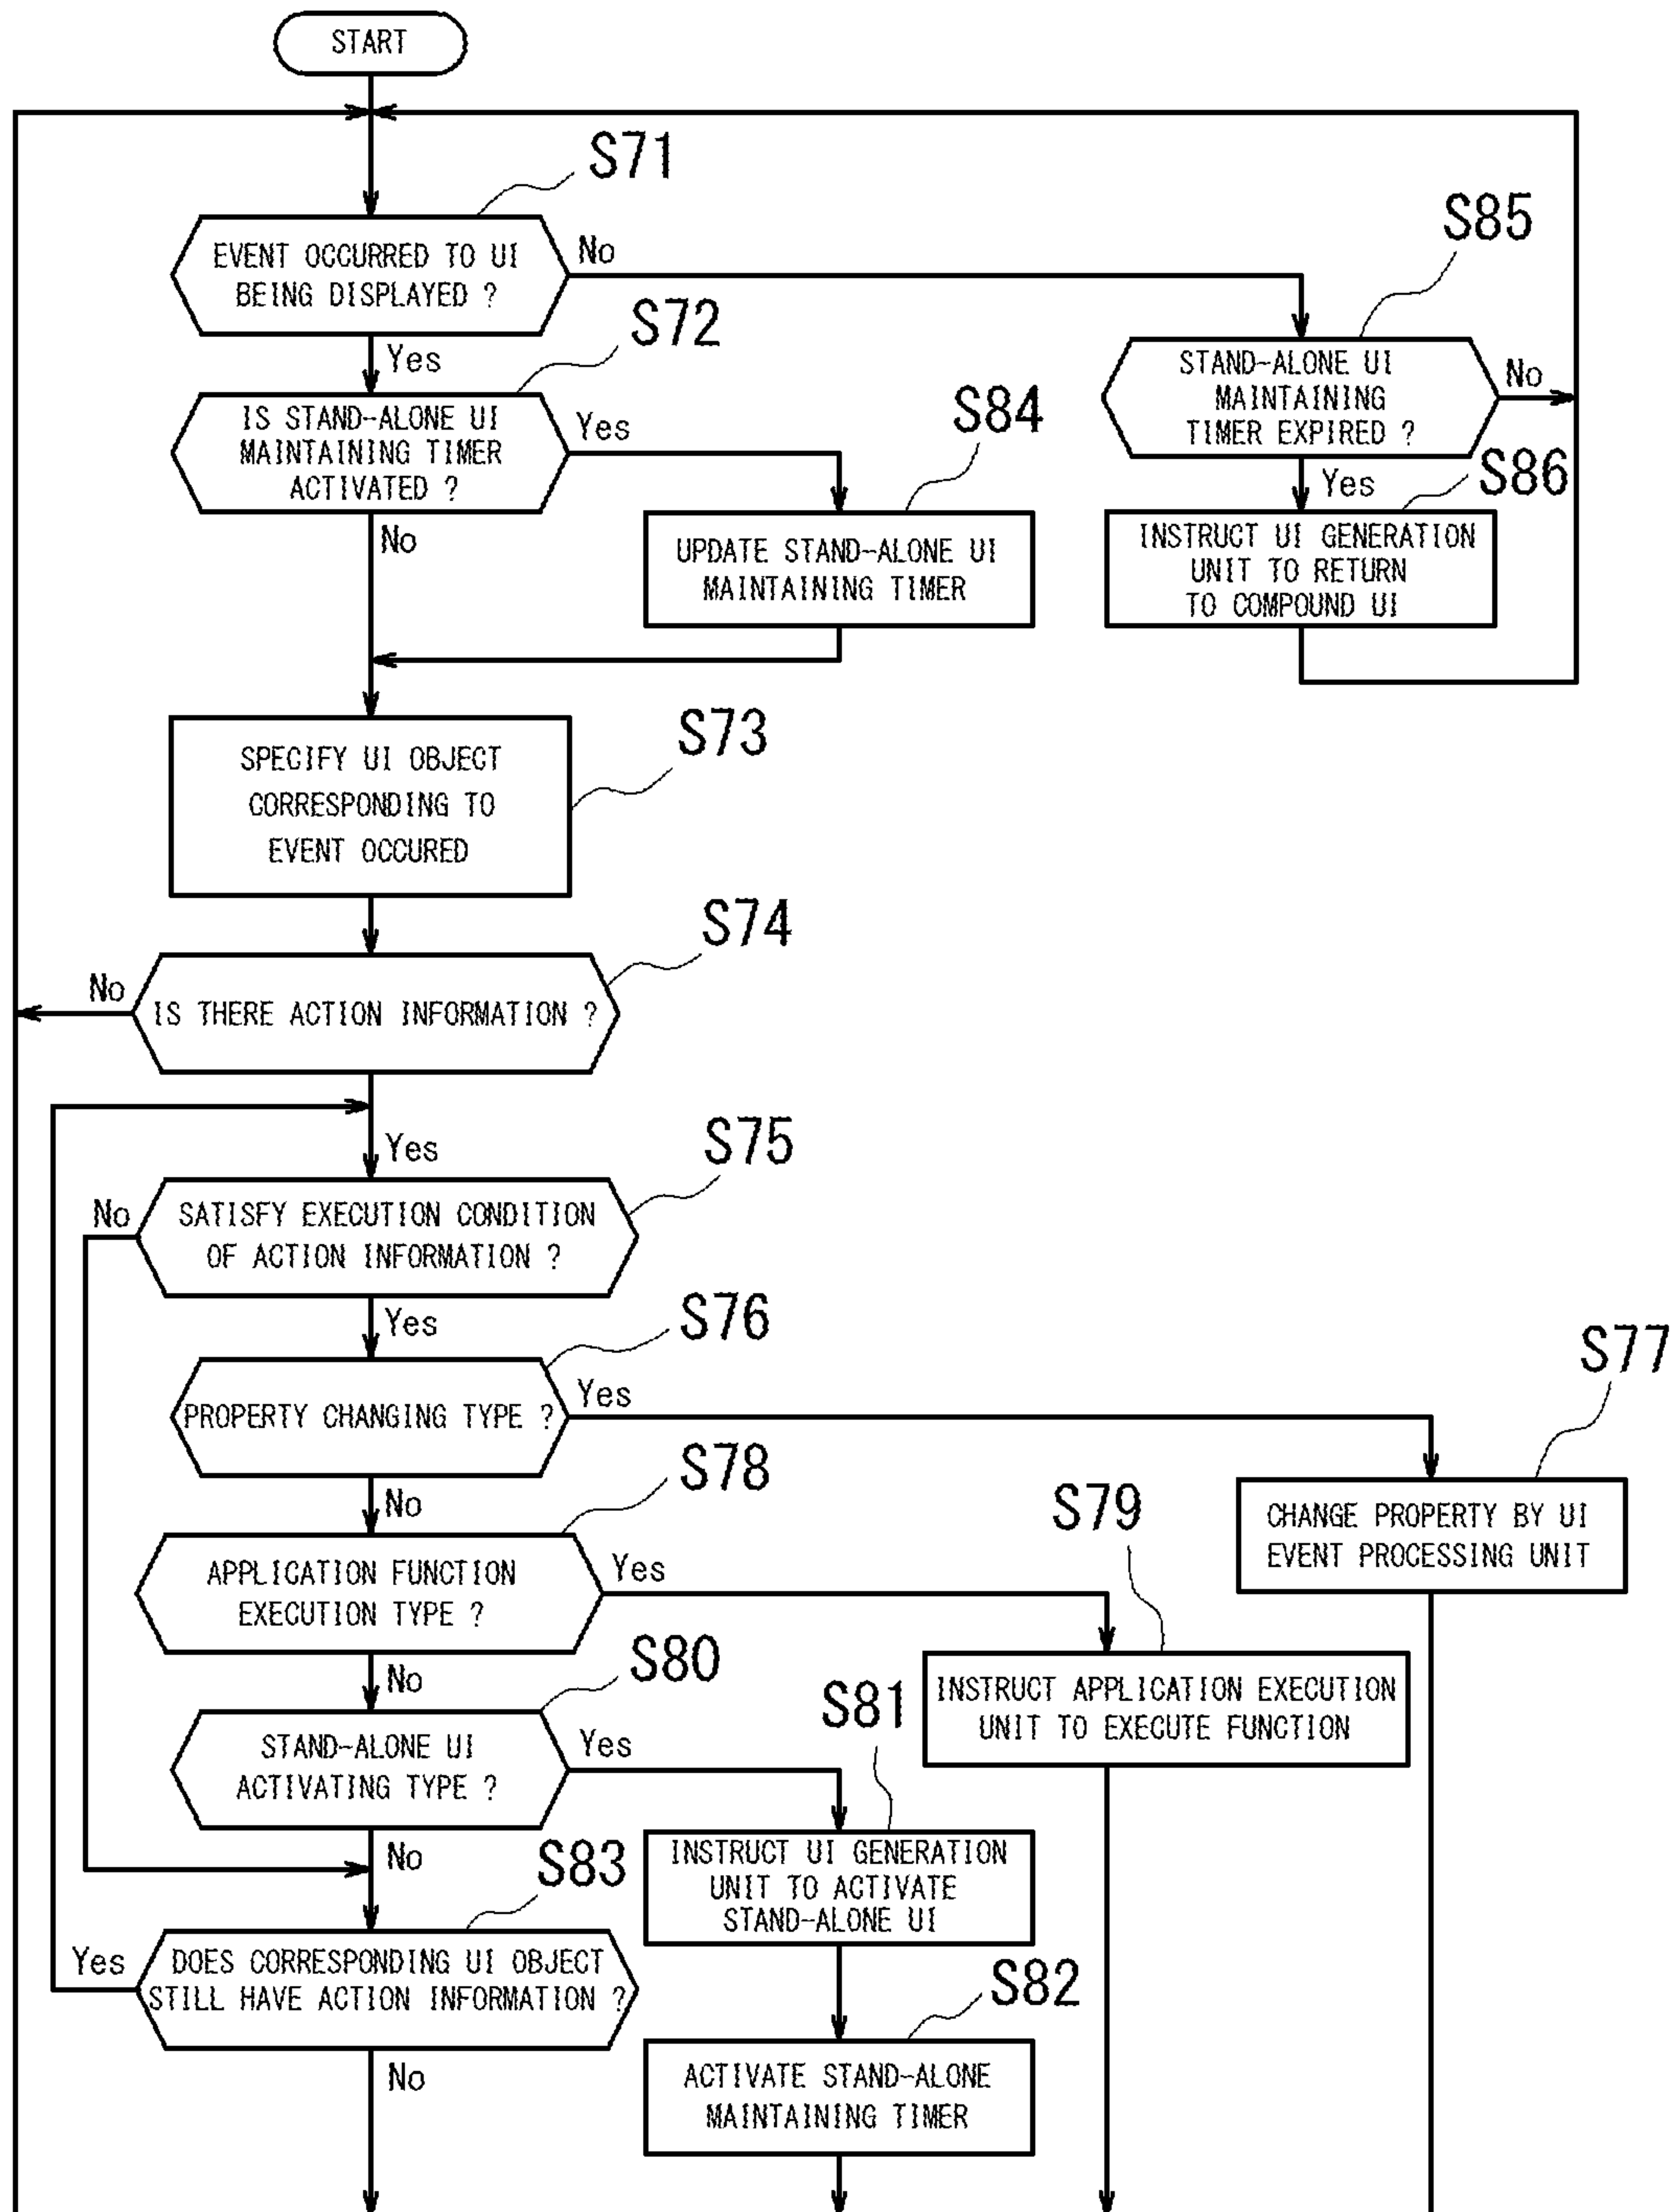 START
S71
EVENT OCCURRED TO UI
BEING DISPLAYED ?
No
Yes
S85
STAND-ALONE UI
MAINTAINING
TIMER EXPIRED ?
No
Yes
S72
IS STAND-ALONE UI
MAINTAINING TIMER
ACTIVATED ?
Yes
No
S84
UPDATE STAND-ALONE UI
MAINTAINING TIMER
S86
INSTRUCT UI GENERATION
UNIT TO RETURN
TO COMPOUND UI
S73
SPECIFY UI OBJECT
CORRESPONDING TO
EVENT OCCURED
S74
No
IS THERE ACTION INFORMATION ?
Yes
S75
No
SATISFY EXECUTION CONDITION
OF ACTION INFORMATION ?
Yes
S76
PROPERTY CHANGING TYPE ?
Yes
No
S77
CHANGE PROPERTY BY UI
EVENT PROCESSING UNIT
S78
APPLICATION FUNCTION
EXECUTION TYPE ?
Yes
No
S79
INSTRUCT APPLICATION EXECUTION
UNIT TO EXECUTE FUNCTION
S80
STAND-ALONE UI
ACTIVATING TYPE ?
Yes
No
S81
INSTRUCT UI GENERATION
UNIT TO ACTIVATE
STAND-ALONE UI
S83
Yes
DOES CORRESPONDING UI OBJECT
STILL HAVE ACTION INFORMATION ?
No
S82
ACTIVATE STAND-ALONE
MAINTAINING TIMER